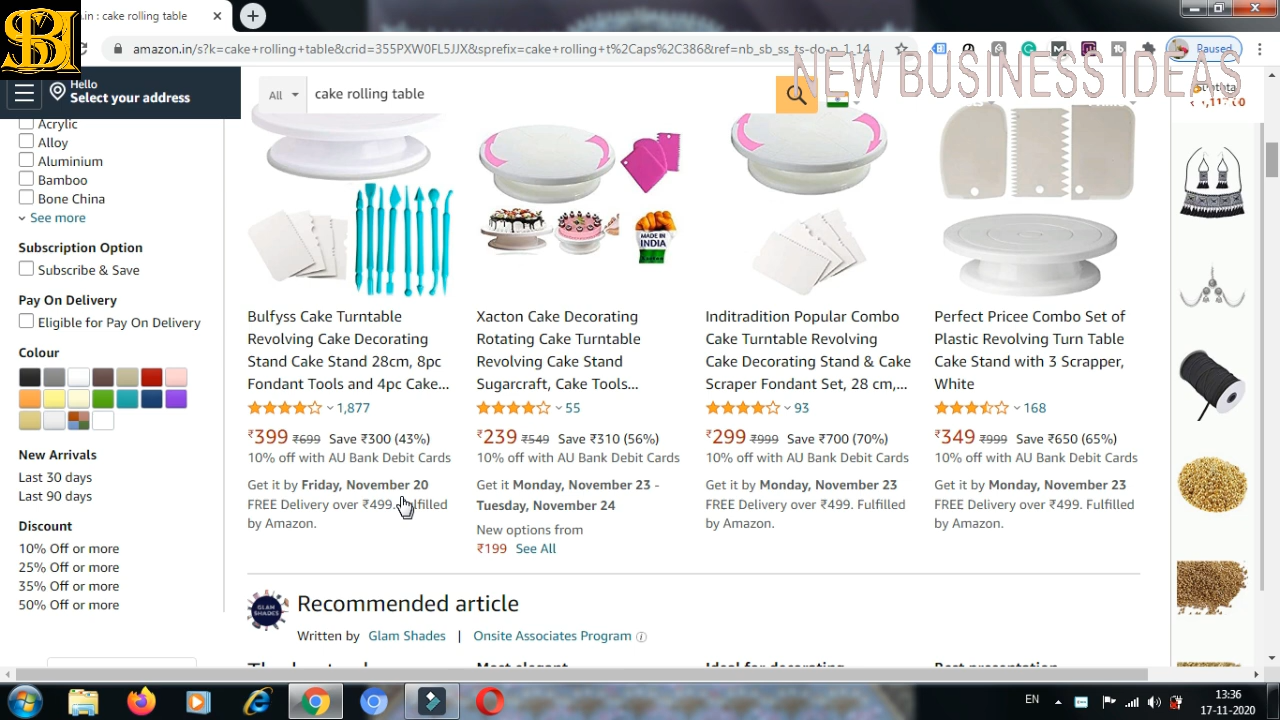 SBI
.in : cake rolling table
amazon.in/s?k=cake+rolling+table&crid=355PXW0FL5JJX&sprefix=cake+rolling+t%2Caps%2C386&ref=nb_sb_ss_ts-do-p_1_14
Paused
NEW BUSINESS IDEAS
Hello
Select your address
All
cake rolling table
Acrylic
Alloy
Aluminium
Bamboo
Bone China
See more
Subscription Option
Subscribe & Save
Pay On Delivery
Eligible for Pay On Delivery
Colour
New Arrivals
Last 30 days
Last 90 days
Discount
10% Off or more
25% Off or more
35% Off or more
50% Off or more
Bulfyss Cake Turntable
Revolving Cake Decorating
Stand Cake Stand 28cm, 8pc
Fondant Tools and 4pc Cake...
1,877
₹399 ₹699 Save ₹300 (43%)
10% off with AU Bank Debit Cards
Get it by Friday, November 20
FREE Delivery over ₹499. Fulfilled
by Amazon.
MADE IN
INDIA
Xacton Cake Decorating
Rotating Cake Turntable
Revolving Cake Stand
Sugarcraft, Cake Tools...
55
₹239 ₹549 Save ₹310 (56%)
10% off with AU Bank Debit Cards
Get it Monday, November 23 -
Tuesday, November 24
New options from
₹199 See All
Inditradition Popular Combo
Cake Turntable Revolving
Cake Decorating Stand & Cake
Scraper Fondant Set, 28 cm,...
93
₹299 ₹999 Save ₹700 (70%)
10% off with AU Bank Debit Cards
Get it by Monday, November 23
FREE Delivery over ₹499. Fulfilled
by Amazon.
Perfect Pricee Combo Set of
Plastic Revolving Turn Table
Cake Stand with 3 Scrapper,
White
168
₹349 ₹999 Save ₹650 (65%)
10% off with AU Bank Debit Cards
Get it by Monday, November 23
FREE Delivery over ₹499. Fulfilled
by Amazon.
GLAM
SHADES
Recommended article
Written by Glam Shades | Onsite Associates Program
Most elegant
Ideal for decorating
Best presentation
EN
13:36
17-11-2020